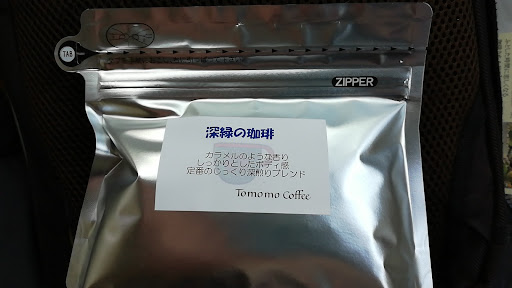 TAB
ZIPPER
深緑の珈琲
カラメルのような香り
しっかりとしたボディ感
定番のじっくり深煎りブレンド
Tomomo Coffee